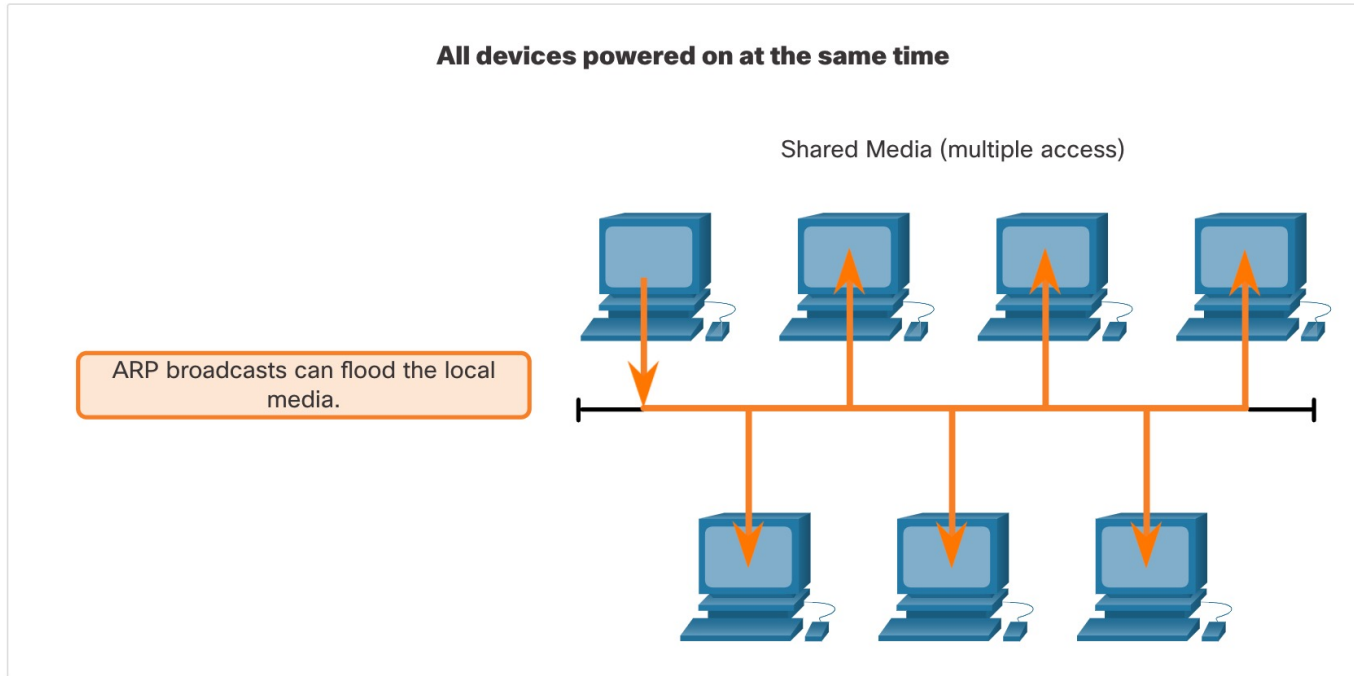 All devices powered on at the same time
Shared Media (multiple access)
ARP broadcasts can flood the local
media.